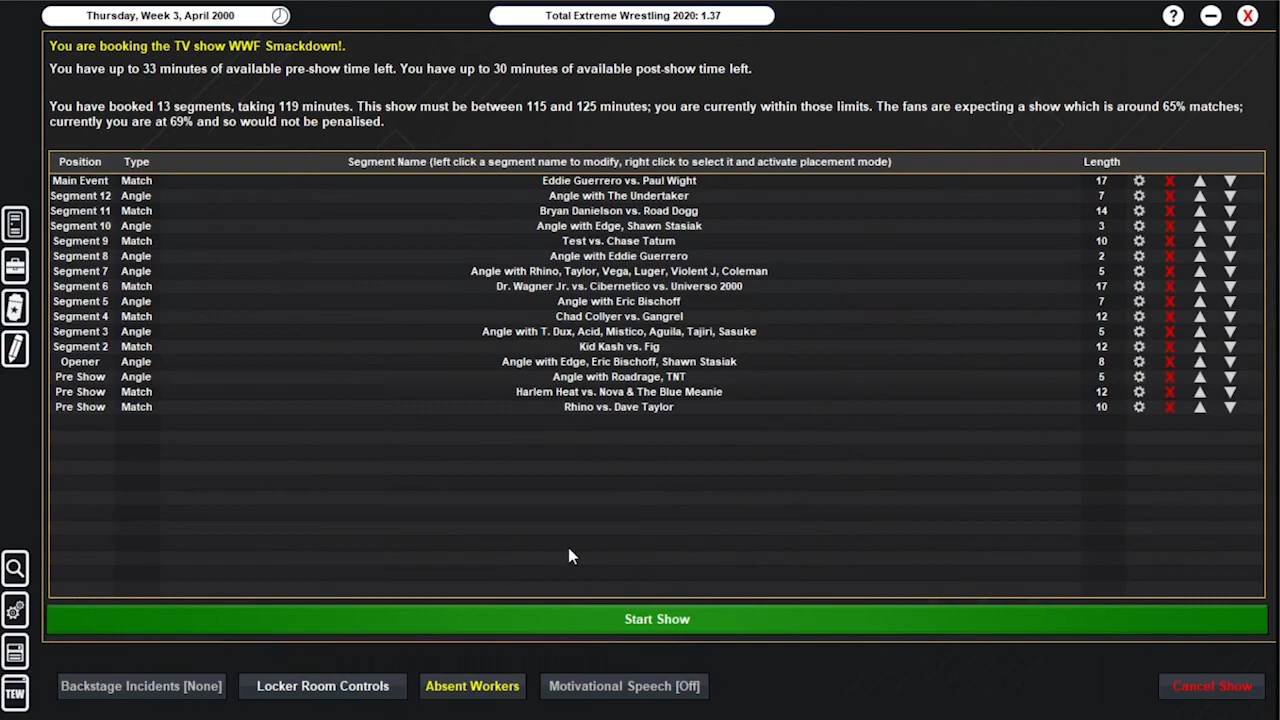 Thursday, Week 3, April 2000
Total Extreme Wrestling 2020: 1.37
?
X
You are booking the TV show WWF Smackdown!.
You have up to 33 minutes of available pre-show time left. You have up to 30 minutes of available post-show time left.
You have booked 13 segments, taking 119 minutes. This show must be between 115 and 125 minutes; you are currently within those limits. The fans are expecting a show which is around 65% matches;
currently you are at 69% and so would not be penalised.
Position Type Segment Name (left click a segment name to modify, right click to select it and activate placement mode) Length
Main Event Match Eddie Guerrero vs. Paul Wight 17 X
Segment 12 Angle Angle with The Undertaker 7 X
Segment 11 Match Bryan Danielson vs. Road Dogg 14 X
Segment 10 Angle Angle with Edge, Shawn Stasiak 3 X
Segment 9 Match Test vs. Chase Tatum 10 X
Segment 8 Angle Angle with Eddie Guerrero 2 X
Segment 7 Angle Angle with Rhino, Taylor, Vega, Luger, Violent J, Coleman 5 X
Segment 6 Match Dr. Wagner Jr. vs. Cibernetico vs. Universo 2000 17 X
Segment 5 Angle Angle with Eric Bischoff 7 X
Segment 4 Match Chad Collyer vs. Gangrel 12 X
Segment 3 Angle Angle with T. Dux, Acid, Mistico, Aguila, Tajiri, Sasuke 5 X
Segment 2 Match Kid Kash vs. Fig 12 X
Opener Angle Angle with Edge, Eric Bischoff, Shawn Stasiak 8 X
Pre Show Angle Angle with Roadrage, TNT 5 X
Pre Show Match Harlem Heat vs. Nova & The Blue Meanie 12 X
Pre Show Match Rhino vs. Dave Taylor 10 X
Start Show
TEW
Backstage Incidents [None] Locker Room Controls Absent Workers Motivational Speech [Off] Cancel Show